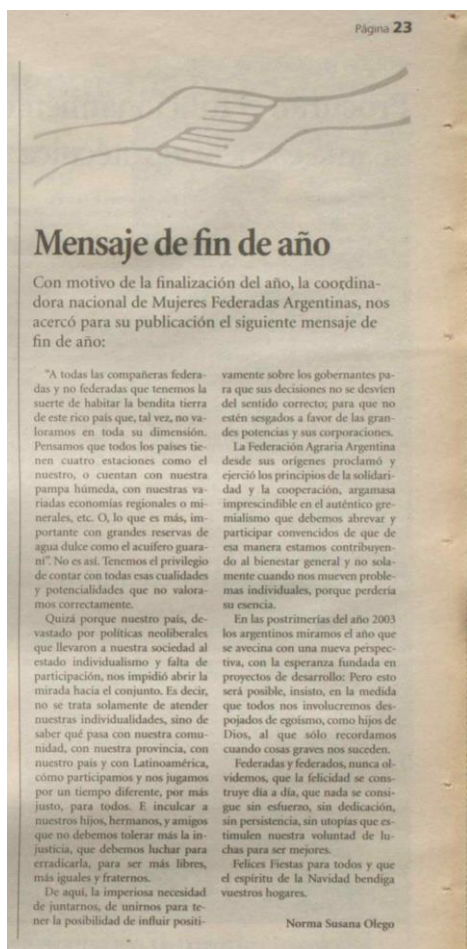 Página 23
Mensaje de fin de año
Con motivo de la finalización del año, la coordina-
dora nacional de Mujeres Federadas Argentinas, nos
acercó para su publicación el siguiente mensaje de
fin de año:
"A todas las compañeras federa-
das y no federadas que tenemos la
suerte de habitar la bendita tierra
de este rico país que, tal vez, no va-
loramos en toda su dimensión.
Pensamos que todos los países tie-
nen cuatro estaciones como el
nuestro, o cuentan con nuestra
pampa húmeda, con nuestras va-
riadas economías regionales o mi-
nerales, etc. O, lo que es más, im-
portante con grandes reservas de
agua dulce como el acuífero guara-
ní". No es así. Tenemos el privilegio
de contar con todas esas cualidades
y potencialidades que no valora-
mos correctamente.
Quizá porque nuestro país, de-
vastado por políticas neoliberales
que llevaron a nuestra sociedad al
estado individualismo y falta de
participación, nos impidió abrir la
mirada hacia el conjunto. Es decir,
no se trata solamente de atender
nuestras individualidades, sino de
saber qué pasa con nuestra comu-
nidad, con nuestra provincia, con
nuestro país y con Latinoamérica,
cómo participamos y nos jugamos
por un tiempo diferente, por más
justo, para todos. E inculcar a
nuestros hijos, hermanos, y amigos
que no debemos tolerar más la in-
justicia, que debemos luchar para
erradicarla, para ser más libres,
más iguales y fraternos.
De aquí, la imperiosa necesidad
de juntarnos, de unirnos para te-
ner la posibilidad de influir positi-
vamente sobre los gobernantes pa-
ra que sus decisiones no se desvíen
del sentido correcto; para que no
estén sesgados a favor de las gran-
des potencias y sus corporaciones.
La Federación Agraria Argentina
desde sus orígenes proclamó y
ejerció los principios de la solidari-
dad y la cooperación, argamasa
imprescindible en el auténtico gre-
mialismo que debemos abrevar y
participar convencidos de que de
esa manera estamos contribuyen-
do al bienestar general y no sola-
mente cuando nos mueven proble-
mas individuales, porque perdería
su esencia.
En las postrimerías del año 2003
los argentinos miramos el año que
se avecina con una nueva perspec-
tiva, con la esperanza fundada en
proyectos de desarrollo: Pero esto
será posible, insisto, en la medida
que todos nos involucremos des-
pojados de egoísmo, como hijos de
Dios, al que sólo recordamos
cuando cosas graves nos suceden.
Federadas y federados, nunca ol-
videmos, que la felicidad se cons-
truye día a día, que nada se consi-
gue sin esfuerzo, sin dedicación,
sin persistencia, sin utopías que es-
timulen nuestra voluntad de lu-
chas para ser mejores.
Felices Fiestas para todos y que
el espíritu de la Navidad bendiga
vuestros hogares.
Norma Susana Olego